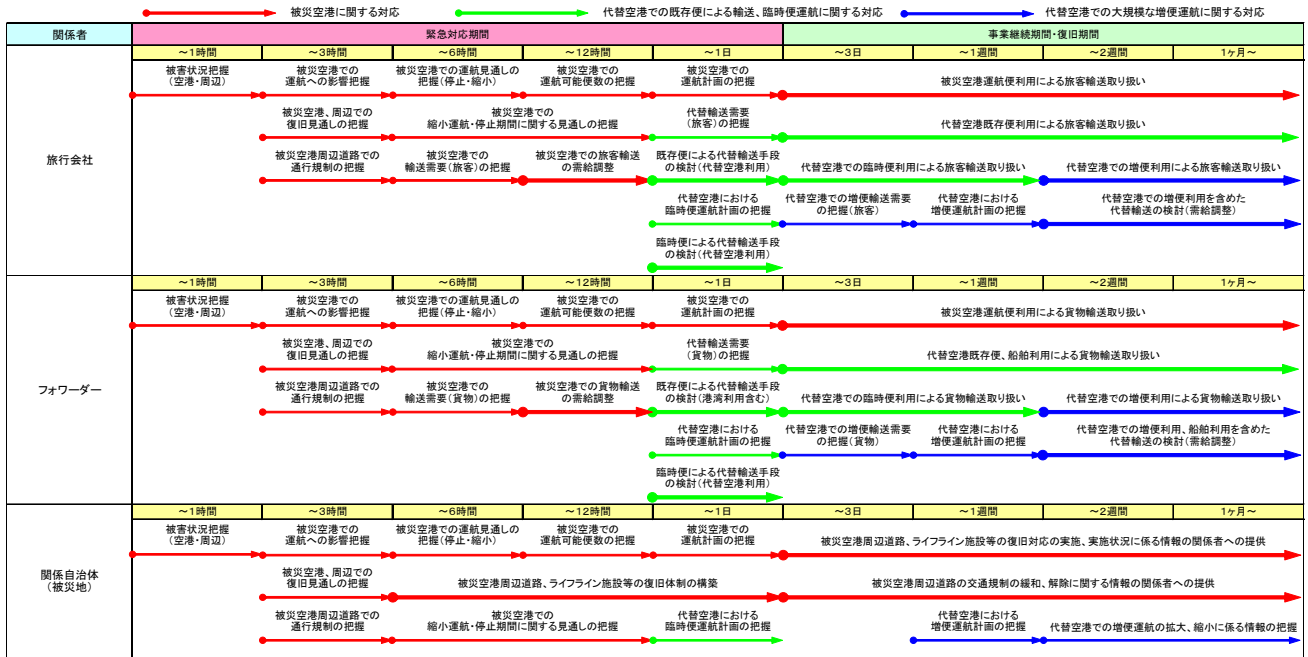 被災空港に関する対応
代替空港での既存便による輸送、臨時便運航に関する対応
代替空港での大規模な増便運航に関する対応
関係者
緊急対応期間
事業継続期間・復旧期間
旅行会社
～1時間
～3時間
～6時間
～12時間
～1日
～3日
～1週間
～2週間
1ヶ月～
被害状況把握
(空港・周辺)
被災空港での
運航への影響把握
被災空港での運航見通しの
把握(停止・縮小)
被災空港での
運航可能便数の把握
被災空港での
運航計画の把握
被災空港運航便利用による旅客輸送取り扱い
被災空港、周辺での
復旧見通しの把握
被災空港での
縮小運航・停止期間に関する見通しの把握
代替輸送需要
(旅客)の把握
代替空港既存便利用による旅客輸送取り扱い
被災空港周辺道路での
通行規制の把握
被災空港での
輸送需要(旅客)の把握
被災空港での旅客輸送
の需給調整
既存便による代替輸送手段
の検討(代替空港利用)
代替空港での臨時便利用による旅客輸送取り扱い
代替空港での増便利用による旅客輸送取り扱い
代替空港における
臨時便運航計画の把握
代替空港での増便輸送需要
の把握(旅客)
代替空港における
増便運航計画の把握
代替空港での増便利用を含めた
代替輸送の検討(需給調整)
臨時便による代替輸送手段
の検討(代替空港利用)
フォワーダー
～1時間
～3時間
～6時間
～12時間
～1日
～3日
～1週間
～2週間
1ヶ月～
被害状況把握
(空港・周辺)
被災空港での
運航への影響把握
被災空港での運航見通しの
把握(停止・縮小)
被災空港での
運航可能便数の把握
被災空港での
運航計画の把握
被災空港運航便利用による貨物輸送取り扱い
被災空港、周辺での
復旧見通しの把握
被災空港での
縮小運航・停止期間に関する見通しの把握
代替輸送需要
(貨物)の把握
代替空港既存便、船舶利用による貨物輸送取り扱い
被災空港周辺道路での
通行規制の把握
被災空港での
輸送需要(貨物)の把握
被災空港での貨物輸送
の需給調整
既存便による代替輸送手段
の検討(港湾利用含む)
代替空港での臨時便利用による貨物輸送取り扱い
代替空港での増便利用による貨物輸送取り扱い
代替空港における
臨時便運航計画の把握
代替空港での増便輸送需要
の把握(貨物)
代替空港における
増便運航計画の把握
代替空港での増便利用、船舶利用を含めた
代替輸送の検討(需給調整)
臨時便による代替輸送手段
の検討(代替空港利用)
関係自治体
(被災地)
～1時間
～3時間
～6時間
～12時間
～1日
～3日
～1週間
～2週間
1ヶ月～
被害状況把握
(空港・周辺)
被災空港での
運航への影響把握
被災空港での運航見通しの
把握(停止・縮小)
被災空港での
運航可能便数の把握
被災空港での
運航計画の把握
被災空港周辺道路、ライフライン施設等の復旧対応の実施、実施状況に係る情報の関係者への提供
被災空港、周辺での
復旧見通しの把握
被災空港周辺道路、ライフライン施設等の復旧体制の構築
被災空港周辺道路の交通規制の緩和、解除に関する情報の関係者への提供
被災空港周辺道路での
通行規制の把握
被災空港での
縮小運航・停止期間に関する見通しの把握
代替空港における
臨時便運航計画の把握
代替空港における
増便運航計画の把握
代替空港での増便運航の拡大、縮小に係る情報の把握